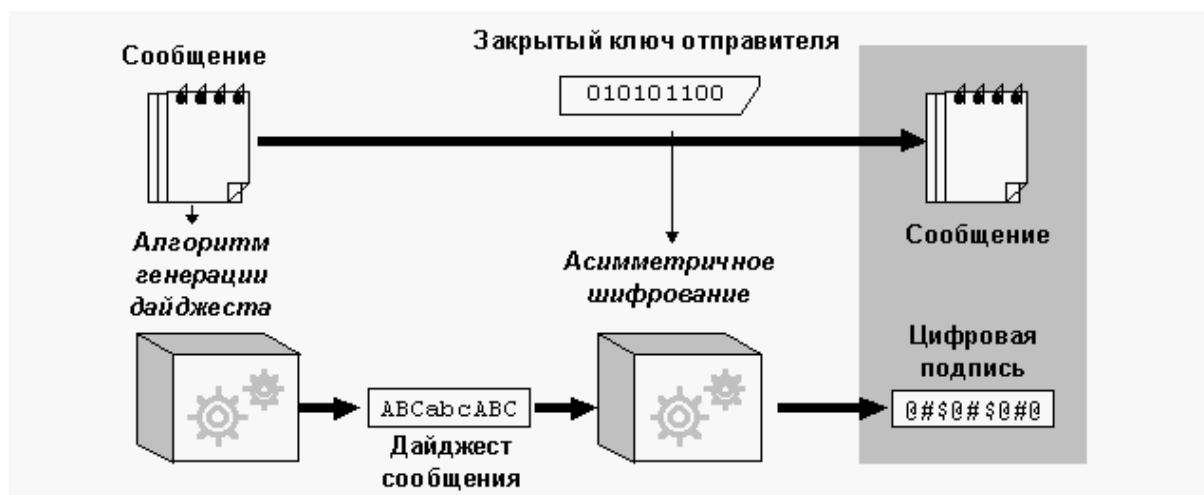 Закрытый ключ отправителя
Сообщение
010101100
Сообщение
Алгоритм
генерации
дайджеста
Асимметричное
шифрование
Цифровая
подпись
ABCabcABC
@#$@#$@#@
Дайджест
сообщения